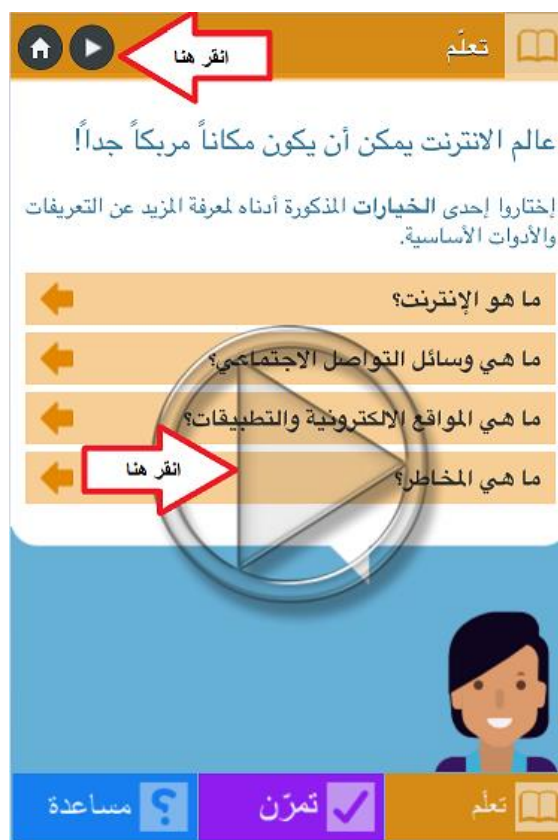 تعلّم
انقر هنا
عالم الانترنت يمكن أن يكون مكاناً مربكاً جداً!
إختاروا إحدى الخيارات المذكورة أدناه لمعرفة المزيد عن التعريفات
والأدوات الأساسية.
ما هو الإنترنت؟
ما هي وسائل التواصل الاجتماعي؟
ما هي المواقع الالكترونية والتطبيقات؟
ما هي المخاطر؟
انقر هنا
تعلّم
تمرّن
مساعدة